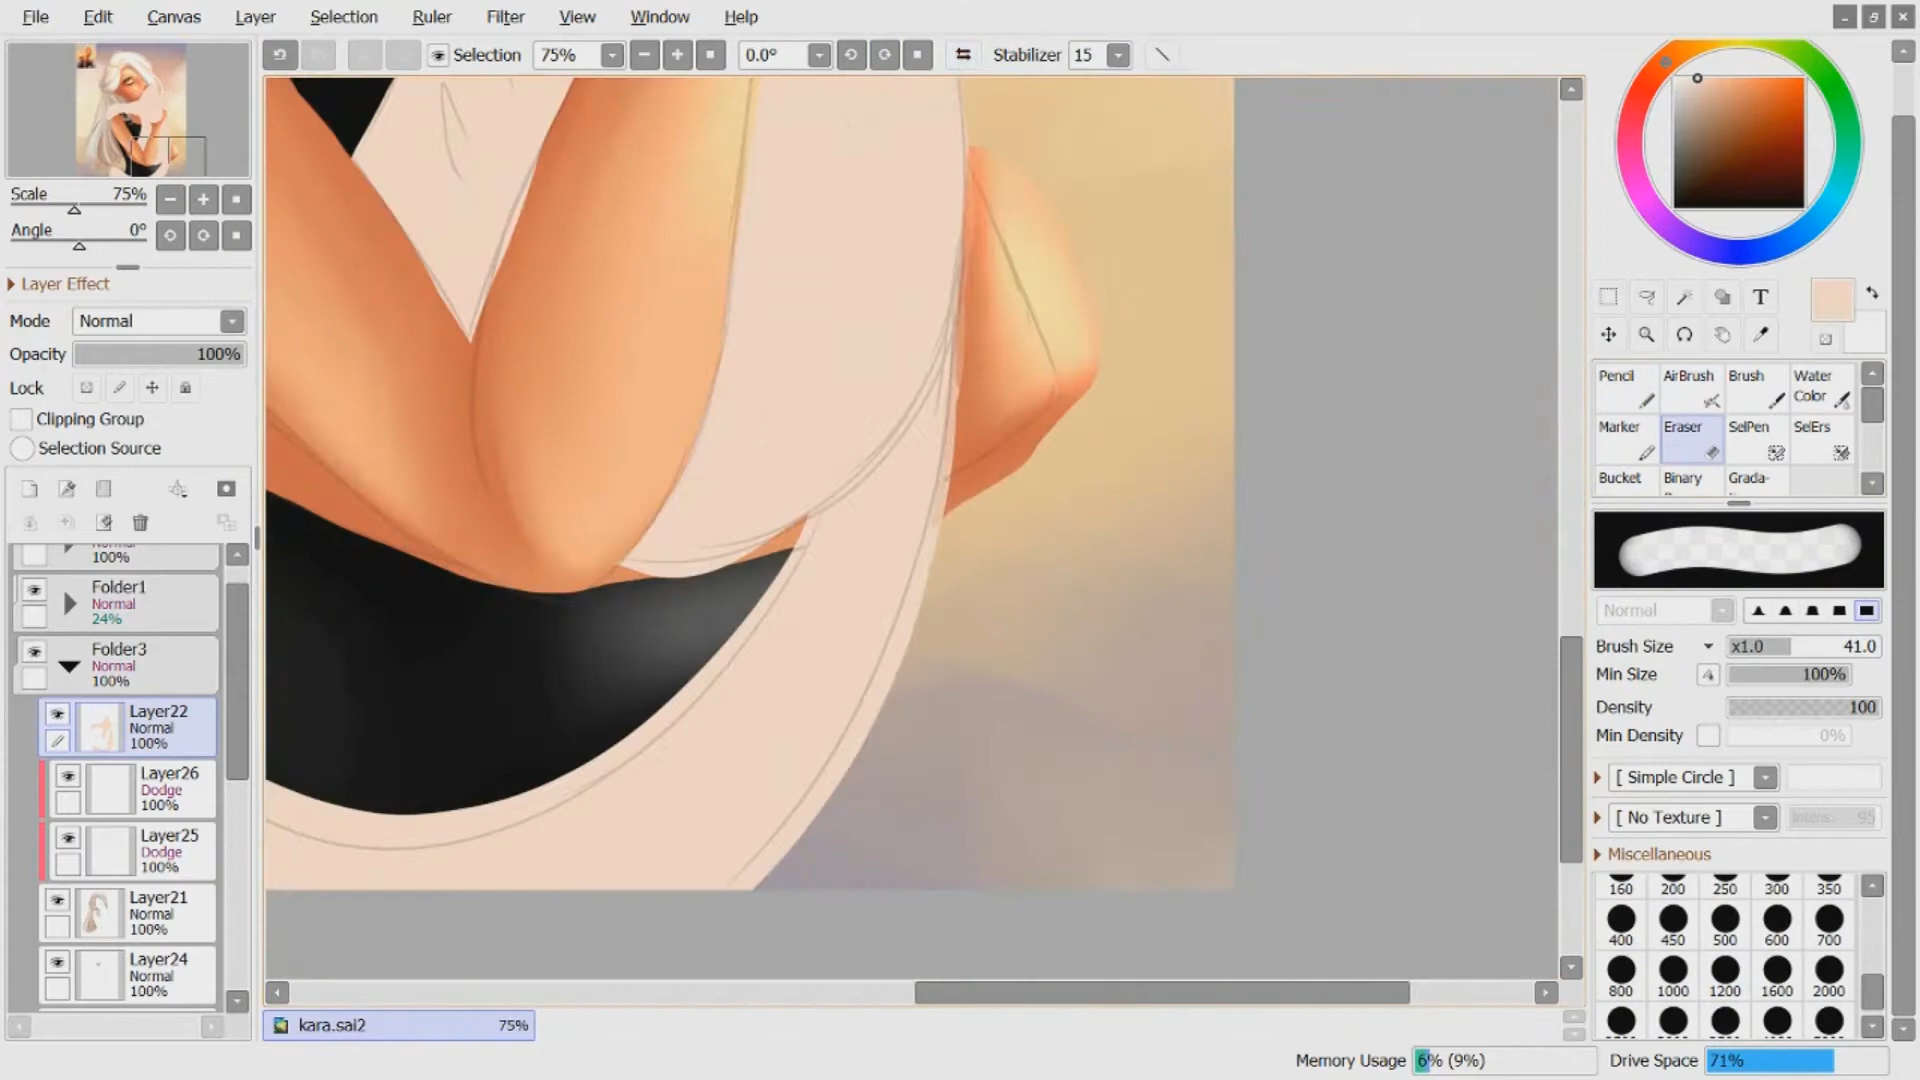 File Edit Canvas Layer Selection Ruler Filter View Window Help
Selection 75% 0.0° Stabilizer 15
Scale 75%
Angle 0°
Layer Effect
Mode Normal
Opacity 100%
Lock
Clipping Group
Selection Source
100%
Folder1
Normal
24%
Folder3
Normal
100%
Layer22
Normal
100%
Layer26
Dodge
100%
Layer25
Dodge
100%
Layer21
Normal
100%
Layer24
Normal
100%
kara.sai2 75%
T
Pencil AirBrush Brush Water Color
Marker Eraser SelPen SelErs
Bucket Binary Grada-
Normal
Brush Size x1.0 41.0
Min Size 100%
Density 100
Min Density 0%
[ Simple Circle ]
[ No Texture ] Intens. 95
Miscellaneous
160 200 250 300 350
400 450 500 600 700
800 1000 1200 1600 2000
Memory Usage 6% (9%) Drive Space 71%